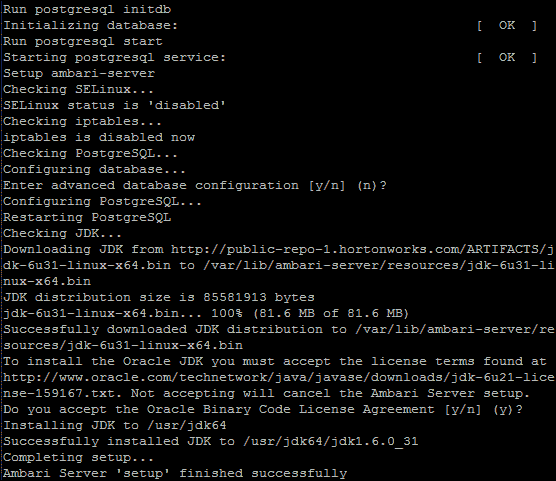 Run postgresql initdb
Initializing database:                                     [  OK  ]
Run postgresql start
Starting postgresql service:                               [  OK  ]
Setup ambari-server
Checking SELinux...
SELinux status is 'disabled'
Checking iptables...
iptables is disabled now
Checking PostgreSQL...
Configuring database...
Enter advanced database configuration [y/n] (n)?
Configuring PostgreSQL...
Restarting PostgreSQL
Checking JDK...
Downloading JDK from http://public-repo-1.hortonworks.com/ARTIFACTS/j
dk-6u31-linux-x64.bin to /var/lib/ambari-server/resources/jdk-6u31-li
nux-x64.bin
JDK distribution size is 85581913 bytes
jdk-6u31-linux-x64.bin... 100% (81.6 MB of 81.6 MB)
Successfully downloaded JDK distribution to /var/lib/ambari-server/re
sources/jdk-6u31-linux-x64.bin
To install the Oracle JDK you must accept the license terms found at
http://www.oracle.com/technetwork/java/javase/downloads/jdk-6u21-lice
nse-159167.txt. Not accepting will cancel the Ambari Server setup.
Do you accept the Oracle Binary Code License Agreement [y/n] (y)?
Installing JDK to /usr/jdk64
Successfully installed JDK to /usr/jdk64/jdk1.6.0_31
Completing setup...
Ambari Server 'setup' finished successfully